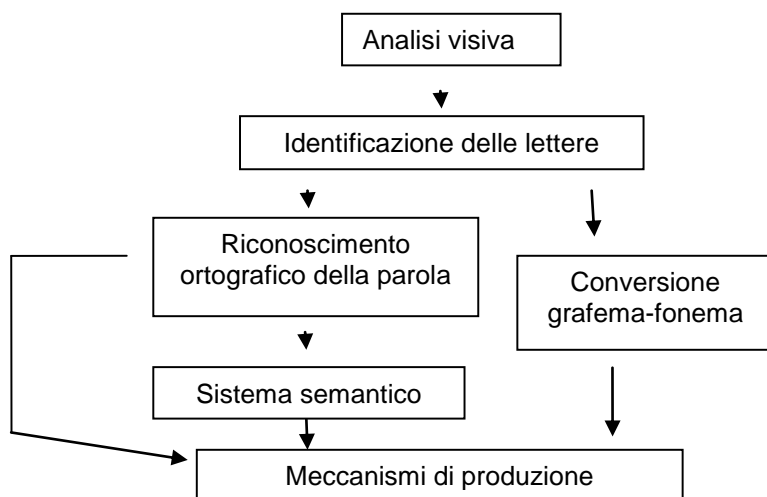 Analisi visiva
Identificazione delle lettere
Riconoscimento
ortografico della parola
Conversione
grafema-fonema
Sistema semantico
Meccanismi di produzione